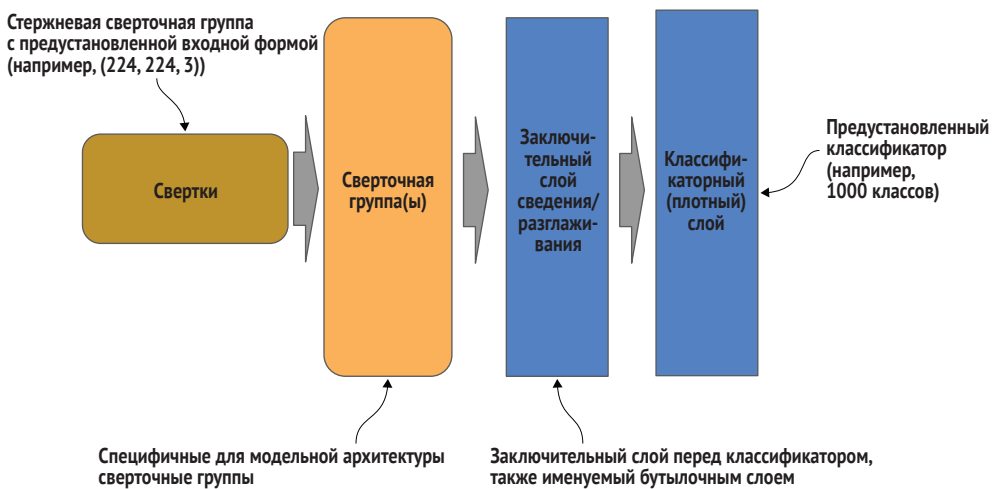 Стержневая сверточная группа
с предустановленной входной формой
(например, (224, 224, 3))
Свертки
Сверточная
группа(ы)
Заключи-
тельный
слой
сведения/
разглажи-
вания
Классифи-
каторный
(плотный)
слой
Предустановленный
классификатор
(например,
1000 классов)
Специфичные для модельной архитектуры
сверточные группы
Заключительный слой перед классификатором,
также именуемый бутылочным слоем